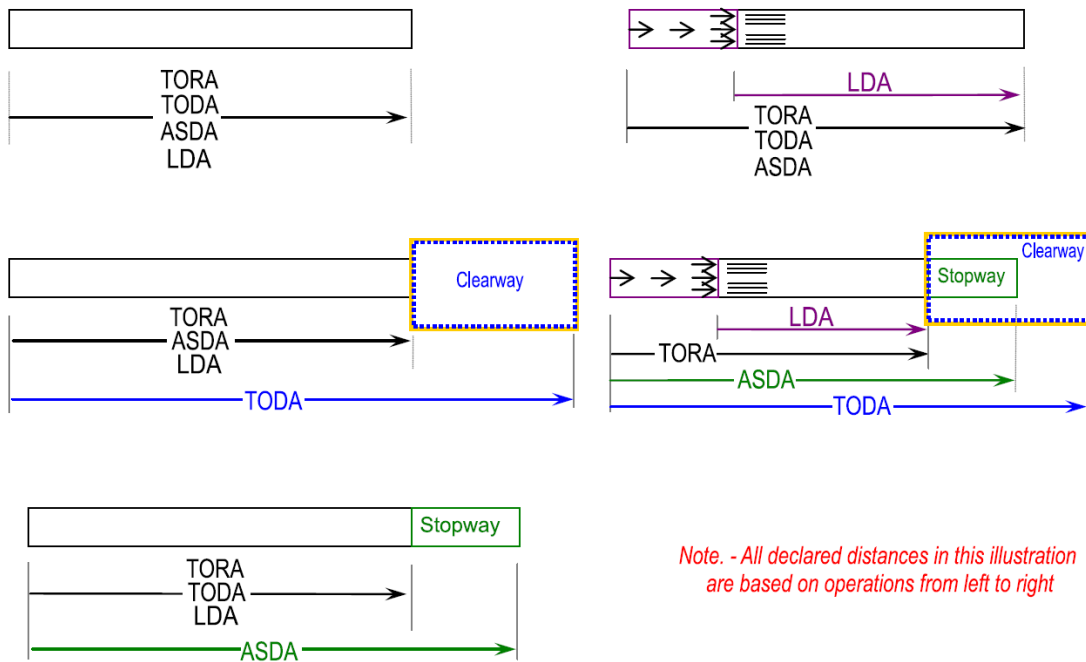 TORA
TODA
ASDA
LDA
LDA
TORA
TODA
ASDA
Clearway
TORA
ASDA
LDA
TODA
Clearway
Stopway
LDA
TORA
ASDA
TODA
Stopway
TORA
TODA
LDA
ASDA
Note. - All declared distances in this illustration
are based on operations from left to right